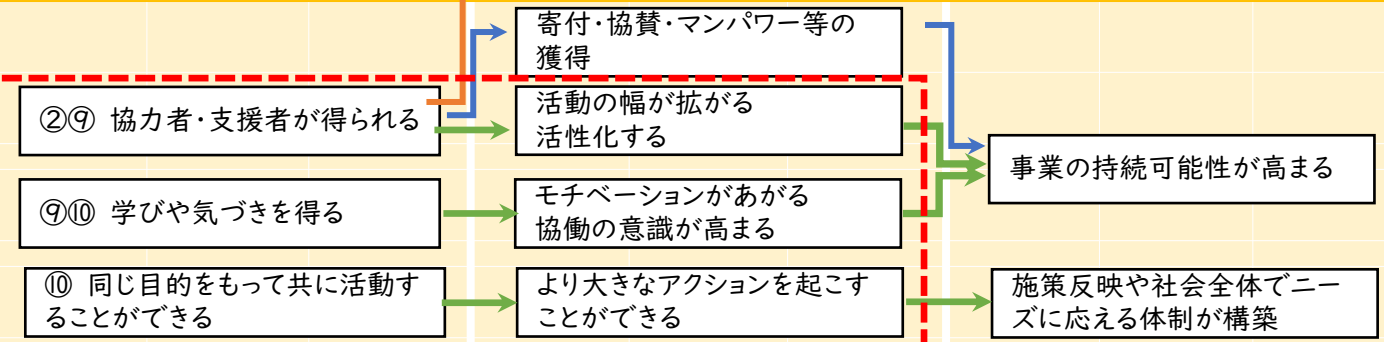 寄付・協賛・マンパワー等の
獲得
②⑨ 協力者・支援者が得られる
活動の幅が拡がる
活性化する
事業の持続可能性が高まる
⑨⑩ 学びや気づきを得る
モチベーションがあがる
協働の意識が高まる
⑩ 同じ目的をもって共に活動す
ることができる
より大きなアクションを起こす
ことができる
施策反映や社会全体でニー
ズに応える体制が構築